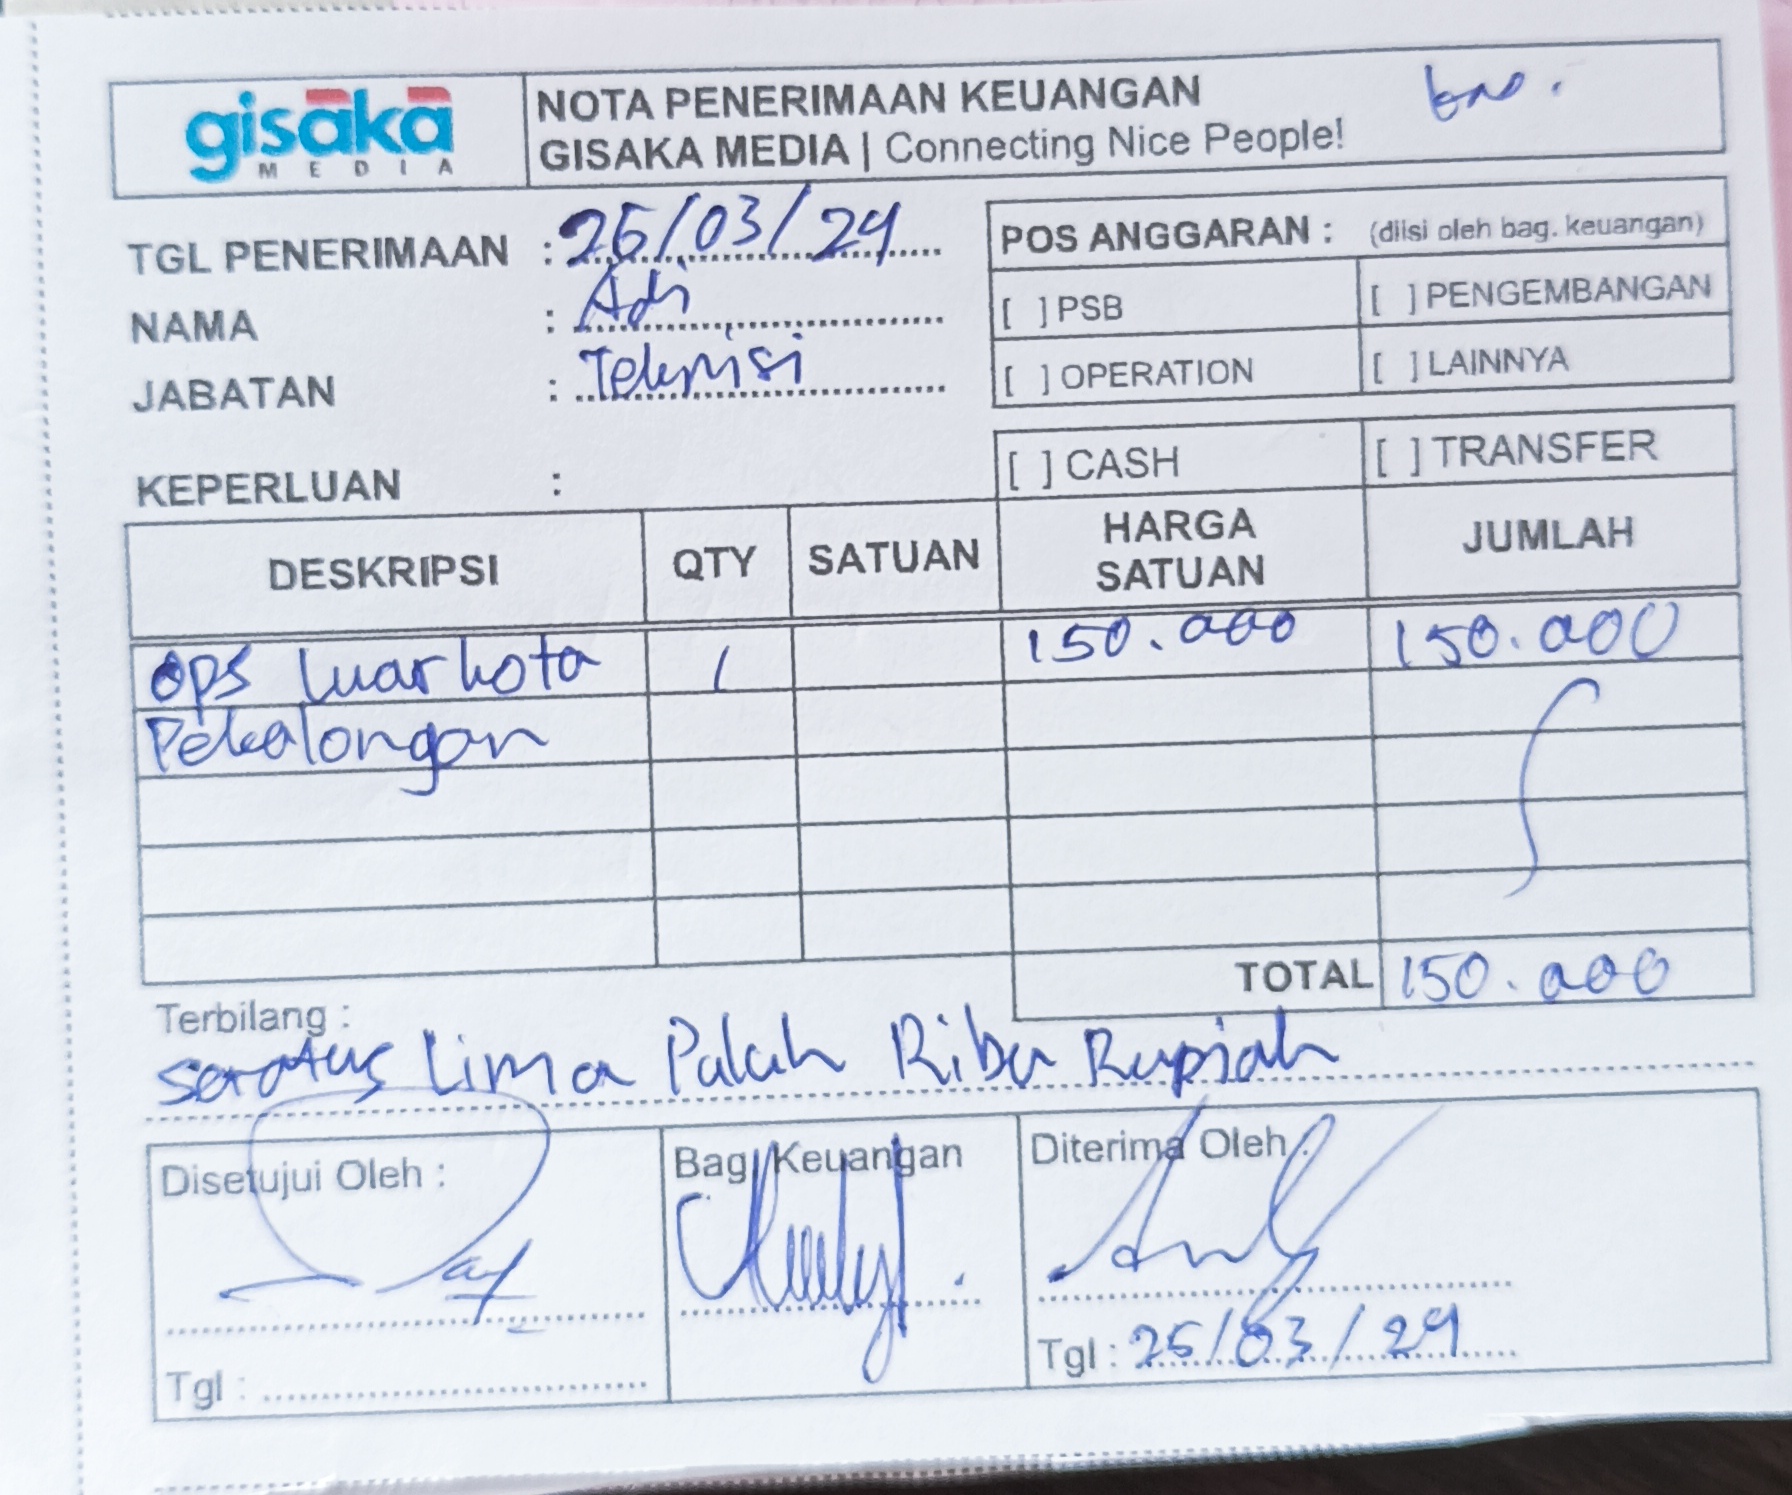 gisaka
MEDIA
NOTA PENERIMAAN KEUANGAN
GISAKA MEDIA | Connecting Nice People!
TGL PENERIMAAN : 25/03/24
NAMA : Adi
JABATAN : Teknisi
POS ANGGARAN : (diisi oleh bag. keuangan)
[ ] PSB [ ] PENGEMBANGAN
[ ] OPERATION [ ] LAINNYA
KEPERLUAN :
[ ] CASH [ ] TRANSFER
DESKRIPSI QTY SATUAN HARGA SATUAN JUMLAH
Ops luar kota 1 150.000 150.000
Pekalongan
TOTAL 150.000
Terbilang :
Seratus Lima Puluh Ribu Rupiah
Disetujui Oleh : Bag. Keuangan Diterima Oleh :
Tgl : Tgl : 25/03/24